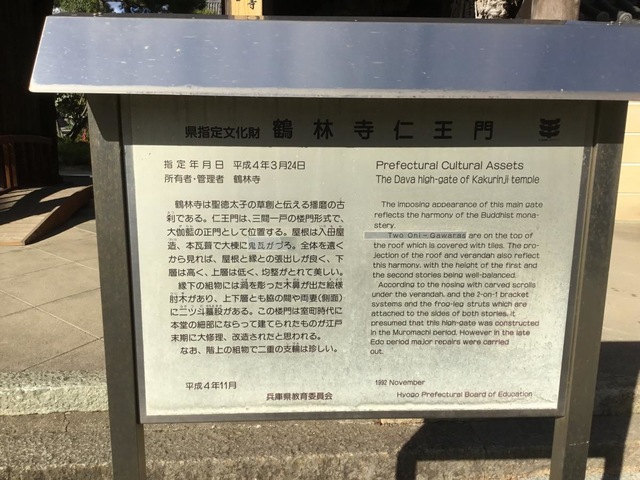 県指定文化財 鶴林寺仁王門
指定年月日 平成4年3月24日
所有者・管理者 鶴林寺
鶴林寺は聖徳太子の草創と伝える播磨の古
刹である。仁王門は、三間一戸の楼門形式で、
大伽藍の正門として位置する。屋根は入母屋
造、本瓦葺で大棟に鬼瓦がづろ。全体を遠く
から見れば、屋根と縁との張出しが良く、下
層は高く、上層は低く、均整がとれて美しい。
縁下の組物には渦を彫った木鼻が出た絵様
肘木があり、上下層とも脇の間や両妻(側面)
に二ツ斗蟇股がある。この楼門は室町時代に
本堂の細部にならって建てられたものが江戸
末期に大修理、改造されたと思われる。
なお、階上の組物で二重の支輪は珍しい。
平成4年11月
兵庫県教育委員会
Prefectural Cultural Assets
The Dava high-gate of Kakurinji temple
The imposing appearance of this main gate
reflects the harmony of the Buddhist mona-
stery.
Two Oni-Gawaras are on the top of
the roof which is covered with tiles. The pro-
jection of the roof and verandah also reflect
this harmony, with the height of the first and
the second stories being well-balanced.
According to the nosing with carved scrolls
under the verandah, and the 2-on-1 bracket
systems and the frog-leg struts which are
attached to the sides of both stories, it
presumed that this high-gate was constructed
in the Muromachi period. However in the late
Edo period major repairs were carried
out.
1992 November
Hyogo Prefectural Board of Education